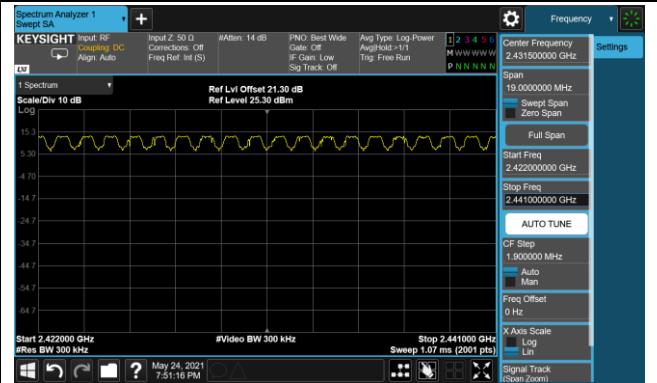 Spectrum Analyzer 1
Swept SA
Frequency
KEYSIGHT
Input: RF
Coupling: DC
Align: Auto
Input Z: 50 Ω
Corrections: Off
Freq Ref: Int (S)
#Atten: 14 dB
PNO: Best Wide
Gate: Off
IF Gain: Low
Sig Track: Off
Avg Type: Log-Power
Avg|Hold:>1/1
Trig: Free Run
1 2 3 4 5 6
M W W W W W
P N N N N N
LXI
1 Spectrum
Scale/Div 10 dB
Log
Ref Lvl Offset 21.30 dB
Ref Level 25.30 dBm
15.3
5.30
-4.70
-14.7
-24.7
-34.7
-44.7
-54.7
-64.7
Start 2.422000 GHz
#Res BW 300 kHz
#Video BW 300 kHz
Stop 2.441000 GHz
Sweep 1.07 ms (2001 pts)
May 24, 2021
7:51:16 PM
Center Frequency
2.431500000 GHz
Settings
Span
19.0000000 MHz
Swept Span
Zero Span
Full Span
Start Freq
2.422000000 GHz
Stop Freq
2.441000000 GHz
AUTO TUNE
CF Step
1.900000 MHz
Auto
Man
Freq Offset
0 Hz
X Axis Scale
Log
Lin
Signal Track
(Span Zoom)